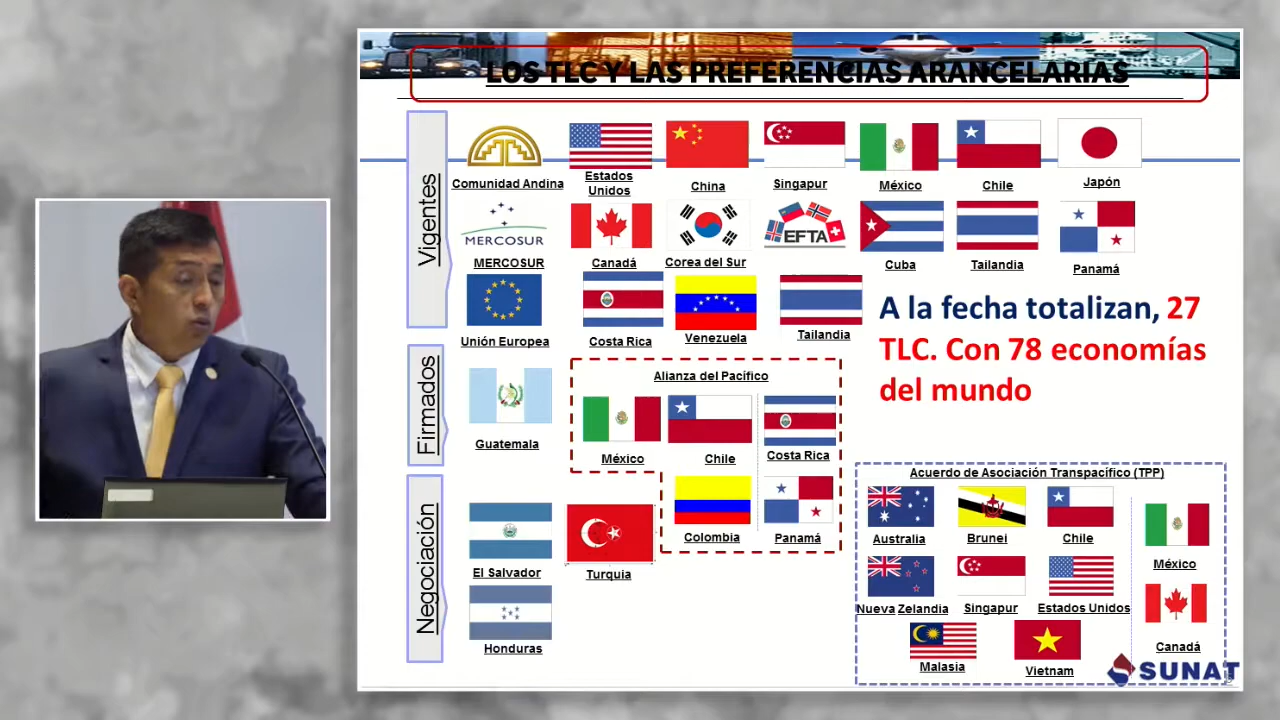 LOS TLC Y LAS PREFERENCIAS ARANCELARIAS
Vigentes
Comunidad Andina
Estados
Unidos
China
Singapur
México
Chile
Japón
MERCOSUR
MERCOSUR
Canadá
Corea del Sur
EFTA
Cuba
Tailandia
Panamá
Unión Europea
Costa Rica
Venezuela
Tailandia
A la fecha totalizan, 27
TLC. Con 78 economías
del mundo
Firmados
Guatemala
Alianza del Pacífico
México
Chile
Costa Rica
Colombia
Panamá
Negociación
El Salvador
Turquia
Honduras
Acuerdo de Asociación Transpacífico (TPP)
Australia
Brunei
Chile
México
Nueva Zelandia
Singapur
Estados Unidos
Canadá
Malasia
Vietnam
SUNAT